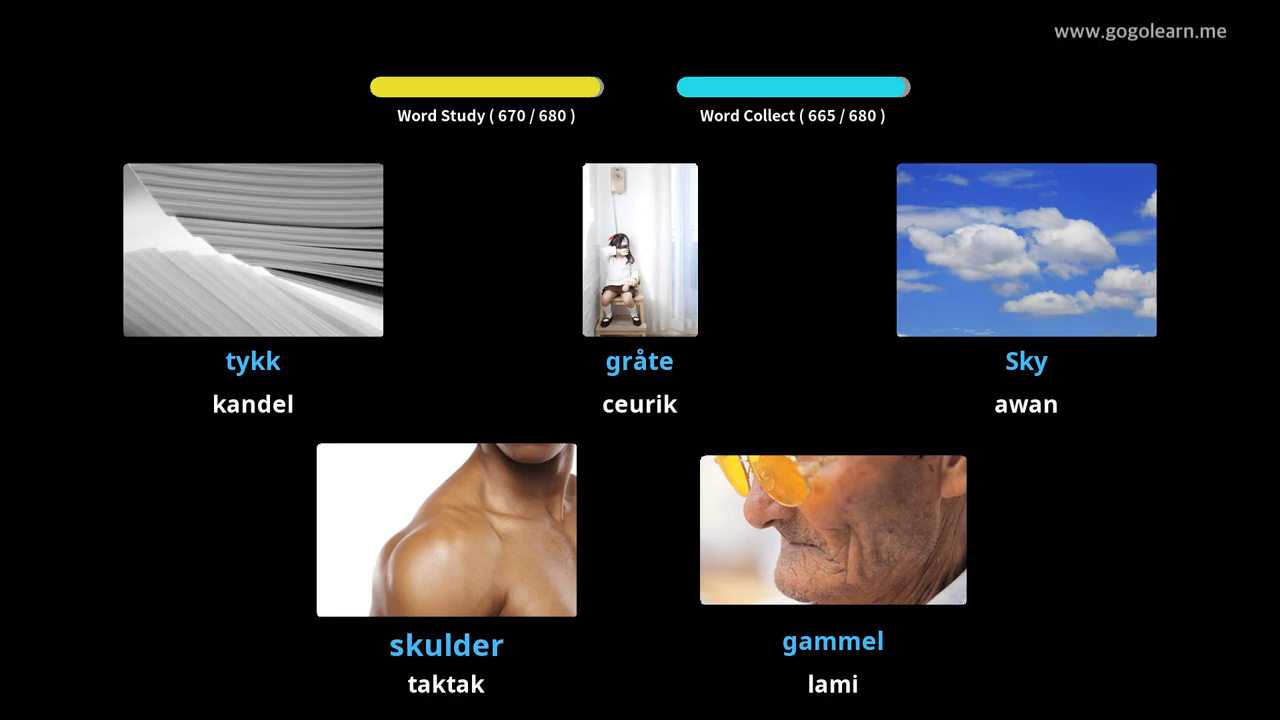 www.gogolearn.me
Word Study ( 670 / 680 )
Word Collect ( 665 / 680 )
tykk
kandel
gråte
ceurik
Sky
awan
skulder
taktak
gammel
lami